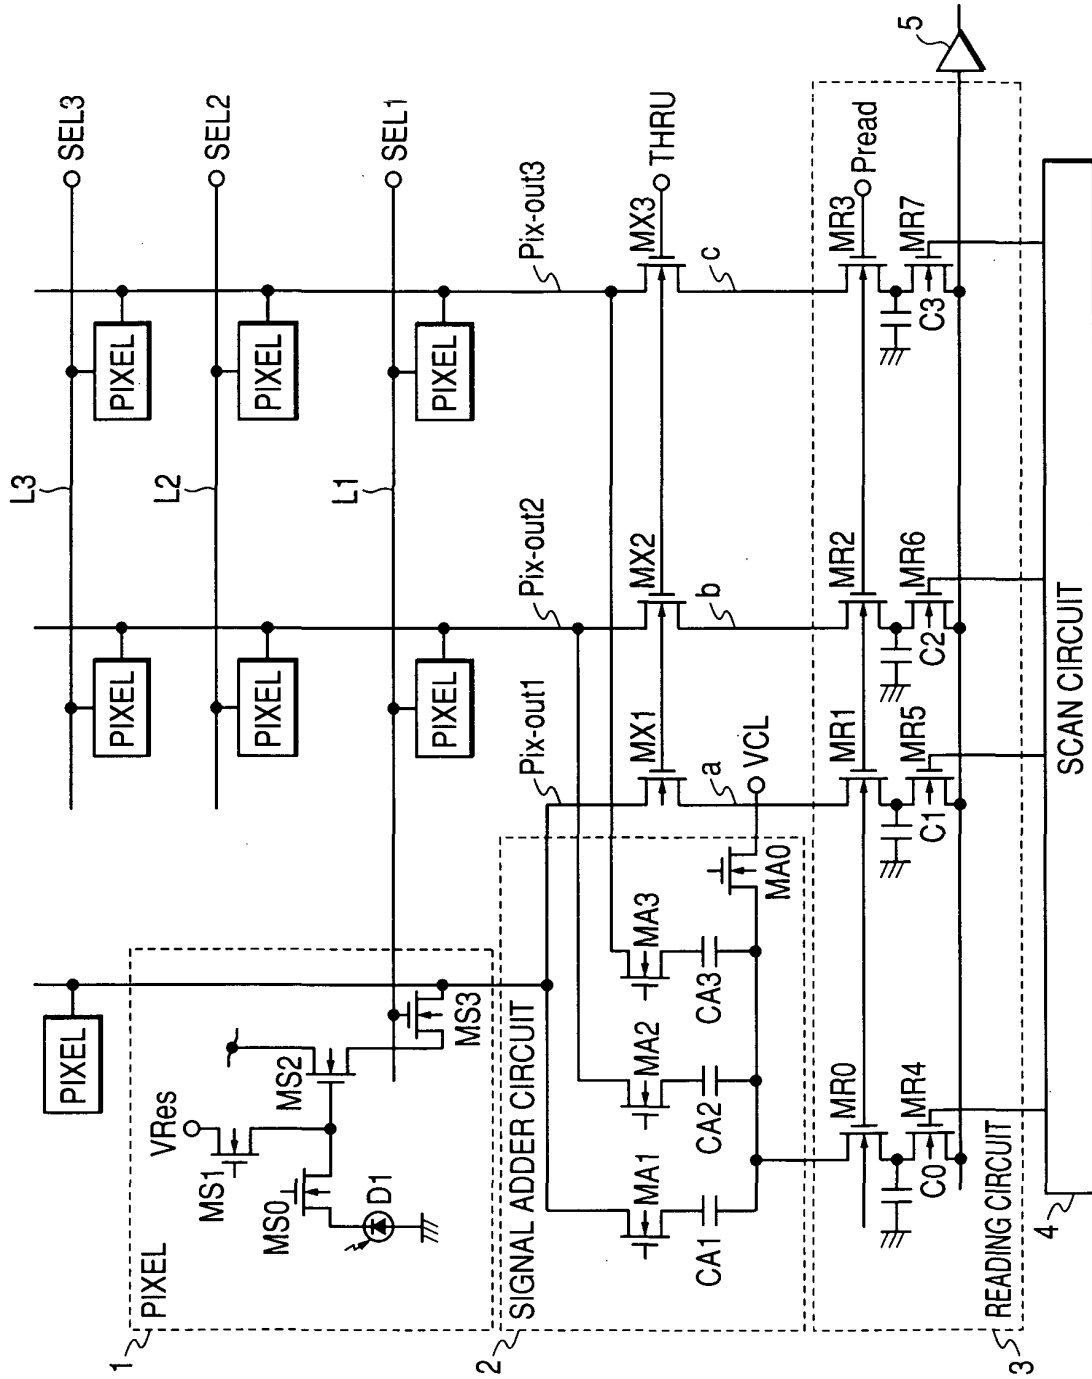 SEL3
SEL2
SEL1
L3
L2
L1
PIXEL
PIXEL
PIXEL
PIXEL
PIXEL
PIXEL
PIXEL
1
PIXEL
VRes
MS1
MS0
MS2
MS3
D1
Pix-out1
Pix-out2
Pix-out3
2
SIGNAL ADDER CIRCUIT
MA1
MA2
MA3
CA1
CA2
CA3
MA0
VCL
MX1
MX2
MX3
THRU
a
b
c
MR0
MR1
MR2
MR3
Pread
MR4
MR5
MR6
MR7
C0
C1
C2
C3
5
3
READING CIRCUIT
4
SCAN CIRCUIT